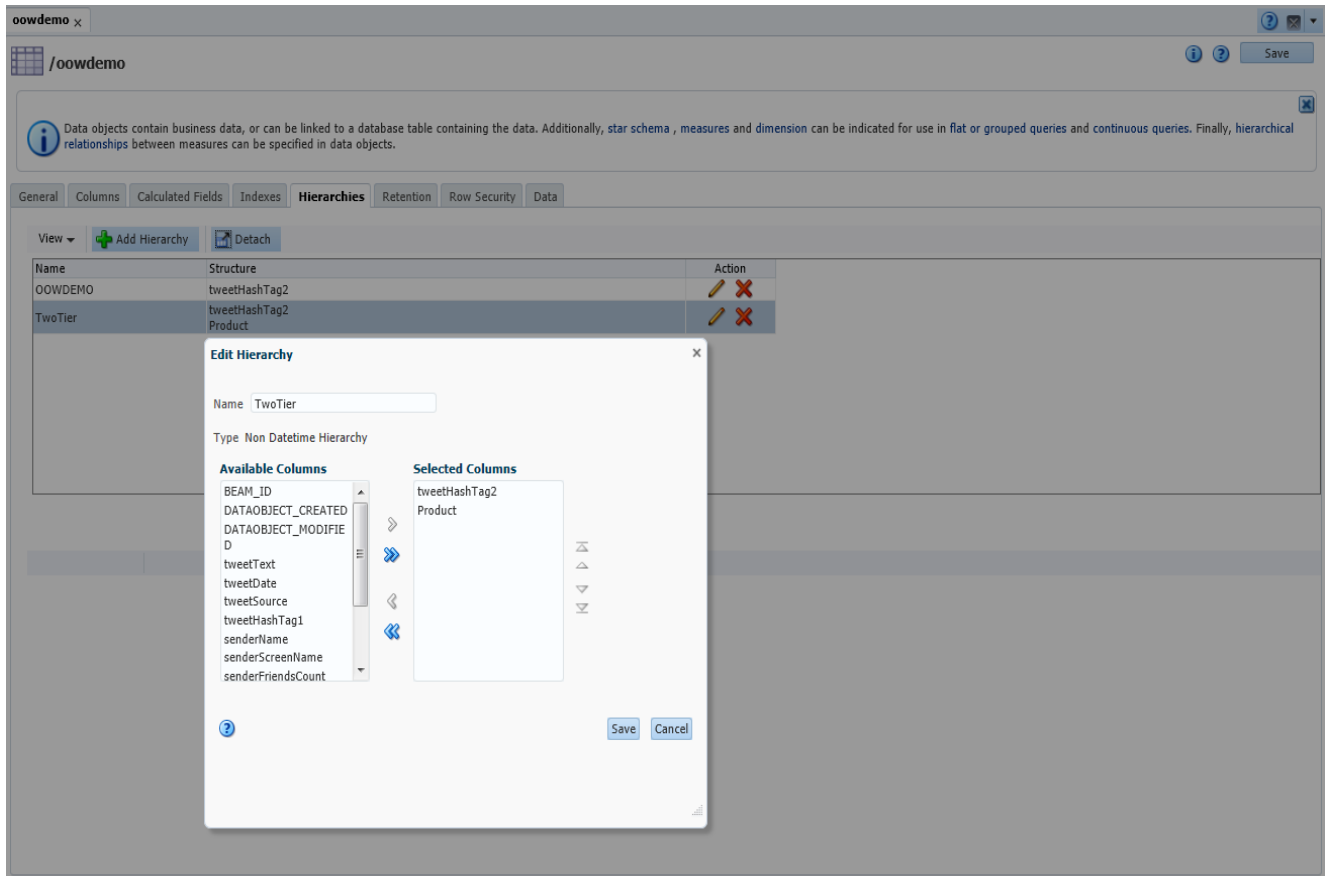 oowdemo x
/oowdemo
Save
Data objects contain business data, or can be linked to a database table containing the data. Additionally, star schema , measures and dimension can be indicated for use in flat or grouped queries and continuous queries. Finally, hierarchical
relationships between measures can be specified in data objects.
General Columns Calculated Fields Indexes Hierarchies Retention Row Security Data
View Add Hierarchy Detach
Name Structure Action
OOWDEMO tweetHashTag2
TwoTier tweetHashTag2
Product
Edit Hierarchy x
Name TwoTier
Type Non Datetime Hierarchy
Available Columns Selected Columns
BEAM_ID tweetHashTag2
DATAOBJECT_CREATED Product
DATAOBJECT_MODIFIE
D
tweetText
tweetDate
tweetSource
tweetHashTag1
senderName
senderScreenName
senderFriendsCount
Save Cancel